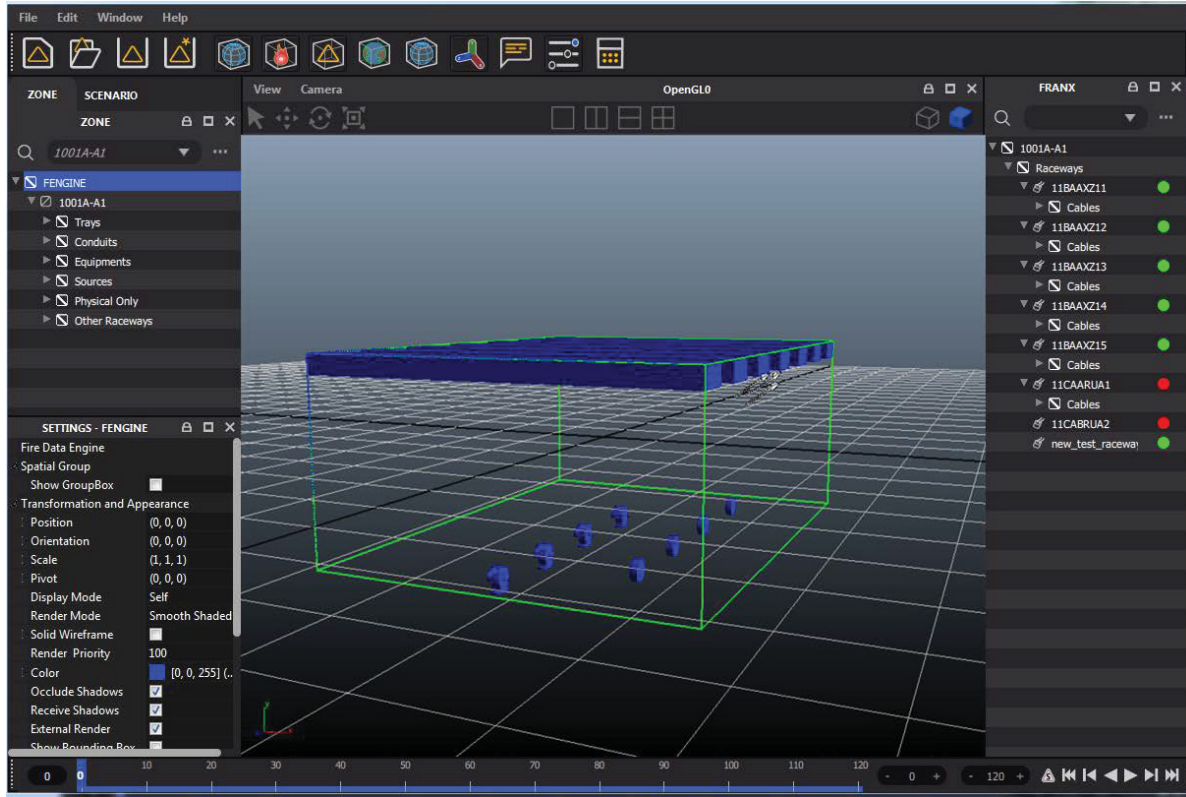 File Edit Window Help
ZONE SCENARIO
ZONE
1001A-A1
FENGINE
1001A-A1
Trays
Conduits
Equipments
Sources
Physical Only
Other Raceways
SETTINGS - FENGINE
Fire Data Engine
Spatial Group
Show GroupBox
Transformation and Appearance
Position (0, 0, 0)
Orientation (0, 0, 0)
Scale (1, 1, 1)
Pivot (0, 0, 0)
Display Mode Self
Render Mode Smooth Shaded
Solid Wireframe
Render Priority 100
Color [0, 0, 255] (..
Occlude Shadows
Receive Shadows
External Render
Show Bounding Box
View Camera OpenGL0
y
FRANX
...
1001A-A1
Raceways
11BAAXZ11
Cables
11BAAXZ12
Cables
11BAAXZ13
Cables
11BAAXZ14
Cables
11BAAXZ15
Cables
11CAARUA1
Cables
11CABRUA2
new_test_raceway
0 0 10 20 30 40 50 60 70 80 90 100 110 120 - 0 + - 120 +